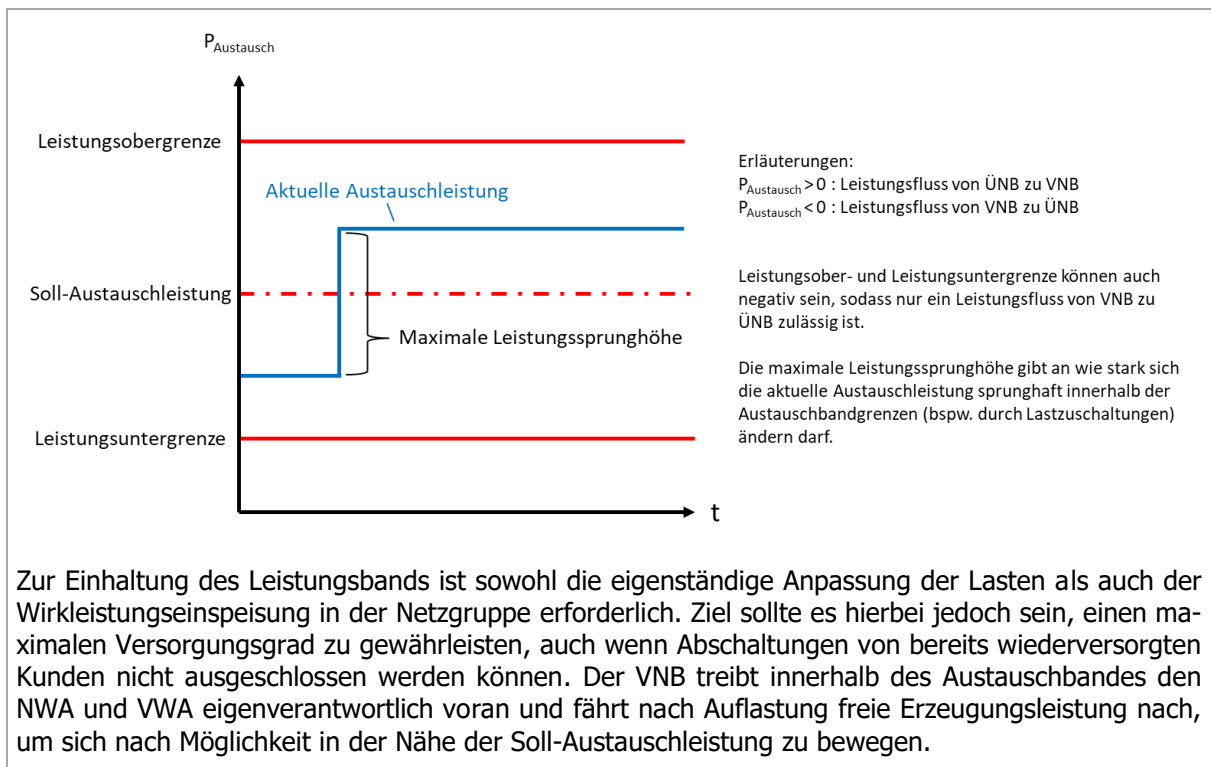 P_Austausch
Leistungsobergrenze
Aktuelle Austauschleistung
Soll-Austauschleistung
Maximale Leistungssprunghöhe
Leistungsuntergrenze
t
Erläuterungen:
P_Austausch > 0 : Leistungsfluss von ÜNB zu VNB
P_Austausch < 0 : Leistungsfluss von VNB zu ÜNB
Leistungsober- und Leistungsuntergrenze können auch
negativ sein, sodass nur ein Leistungsfluss von VNB zu
ÜNB zulässig ist.
Die maximale Leistungssprunghöhe gibt an wie stark sich
die aktuelle Austauschleistung sprunghaft innerhalb der
Austauschbandgrenzen (bspw. durch Lastzuschaltungen)
ändern darf.
Zur Einhaltung des Leistungsbands ist sowohl die eigenständige Anpassung der Lasten als auch der
Wirkleistungseinspeisung in der Netzgruppe erforderlich. Ziel sollte es hierbei jedoch sein, einen ma-
ximalen Versorgungsgrad zu gewährleisten, auch wenn Abschaltungen von bereits wiederversorgten
Kunden nicht ausgeschlossen werden können. Der VNB treibt innerhalb des Austauschbandes den
NWA und VWA eigenverantwortlich voran und fährt nach Auflastung freie Erzeugungsleistung nach,
um sich nach Möglichkeit in der Nähe der Soll-Austauschleistung zu bewegen.